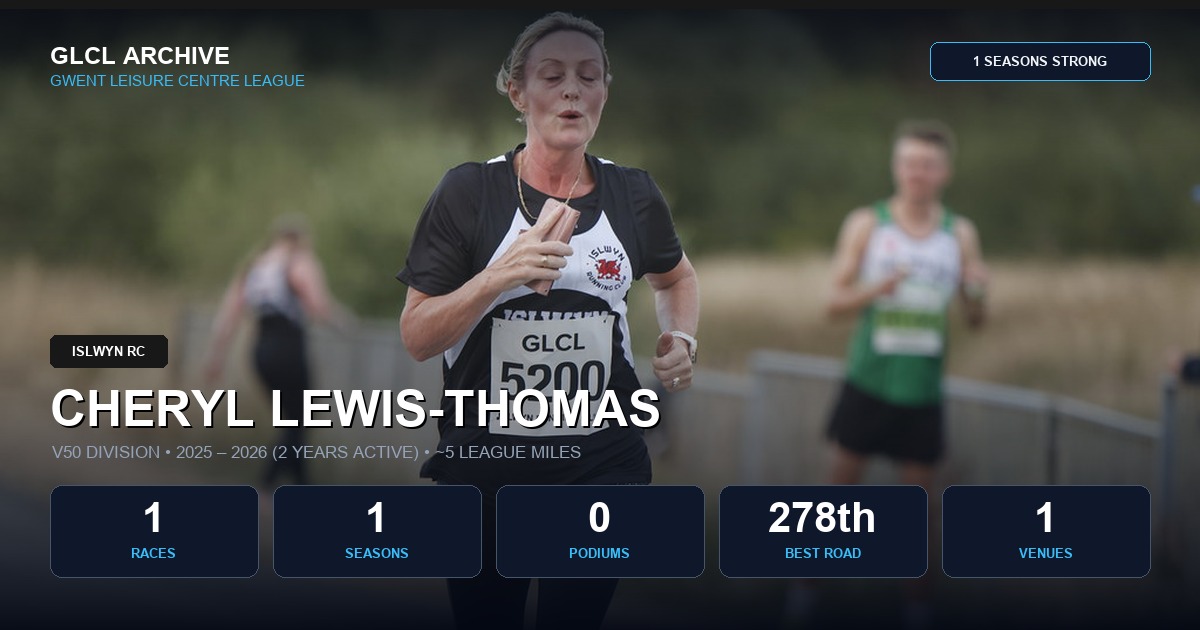 GLCL ARCHIVE
GWENT LEISURE CENTRE LEAGUE
1 SEASONS STRONG
ISLWYN
RUNNING CLUB
ISLWYN
GLCL
5200
ISLWYN RC
CHERYL LEWIS-THOMAS
V50 DIVISION • 2025 – 2026 (2 YEARS ACTIVE) • ~5 LEAGUE MILES
1
RACES
1
SEASONS
0
PODIUMS
278th
BEST ROAD
1
VENUES